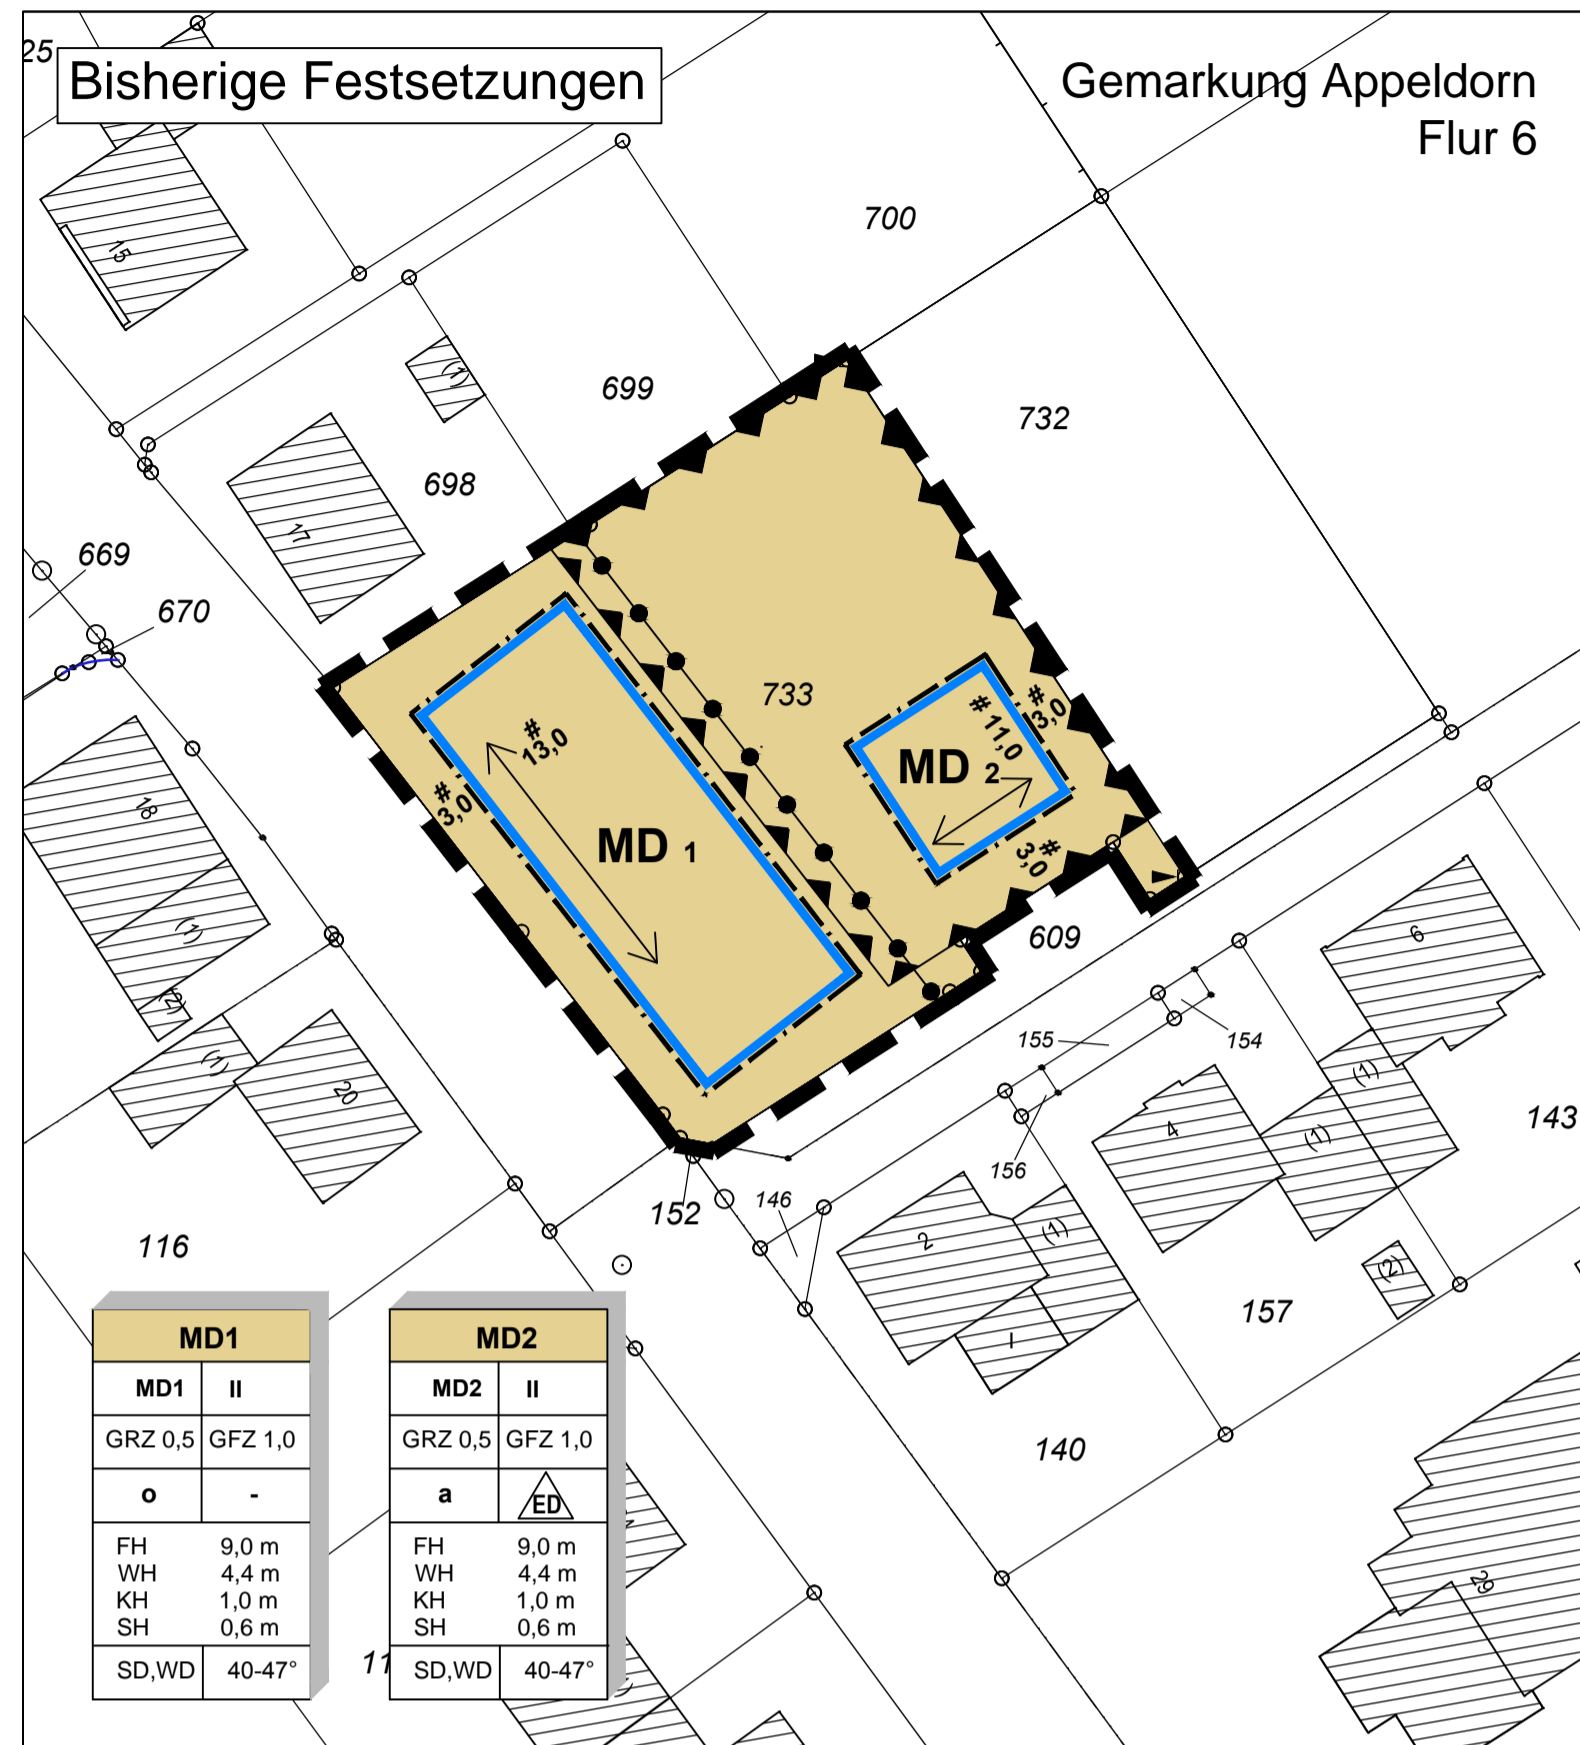 25
Bisherige Festsetzungen
Gemarkung Appeldorn
Flur 6
700
15
(1)
699
732
698
17
669
670
733
# 13,0
# 3,0
# 11,0
# 3,0
MD 2
# 3,0
MD 1
18
(1)
(2)
609
6
155
154
(1)
20
(1)
143
4
(1)
156
152
146
2
(1)
116
(2)
157
MD1
MD1 II
GRZ 0,5 GFZ 1,0
o -
FH 9,0 m
WH 4,4 m
KH 1,0 m
SH 0,6 m
SD,WD 40-47°
MD2
MD2 II
GRZ 0,5 GFZ 1,0
a ED
FH 9,0 m
WH 4,4 m
KH 1,0 m
SH 0,6 m
SD,WD 40-47°
140
29
11